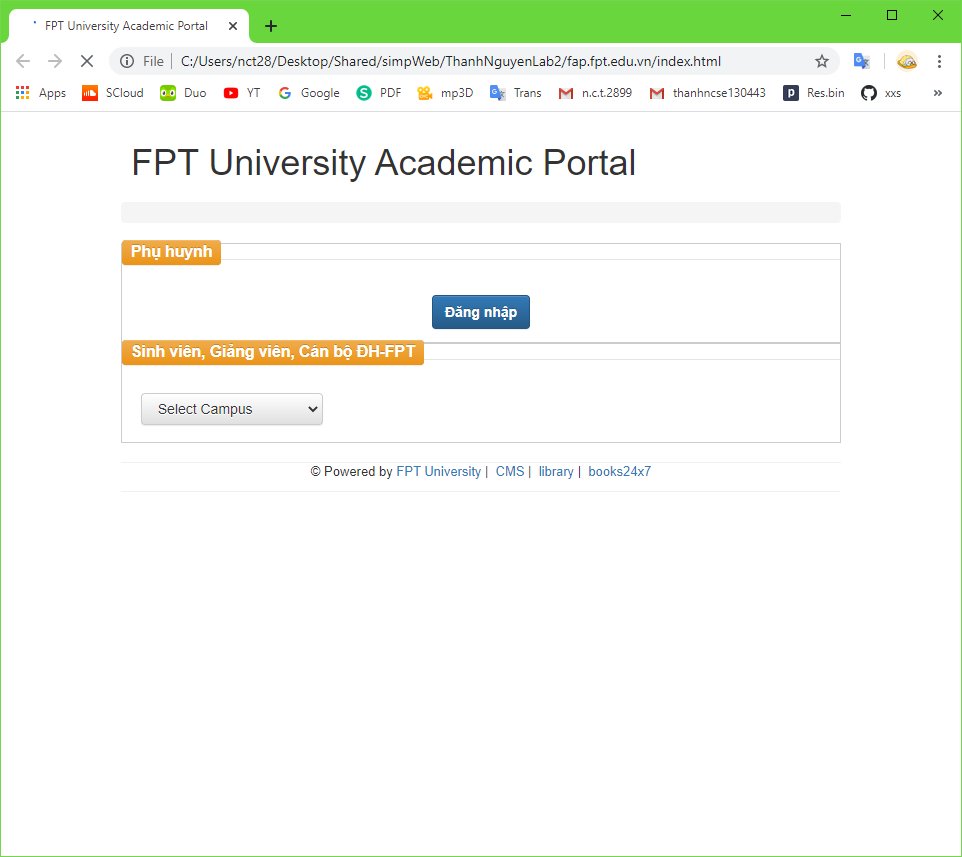 FPT University Academic Portal
File C:/Users/nct28/Desktop/Shared/simpWeb/ThanhNguyenLab2/fap.fpt.edu.vn/index.html
Apps SCloud Duo YT Google PDF mp3D Trans n.c.t.2899 thanhncse130443 Res.bin xxs »
FPT University Academic Portal
Phụ huynh
Đăng nhập
Sinh viên, Giảng viên, Cán bộ ĐH-FPT
Select Campus
© Powered by FPT University | CMS | library | books24x7